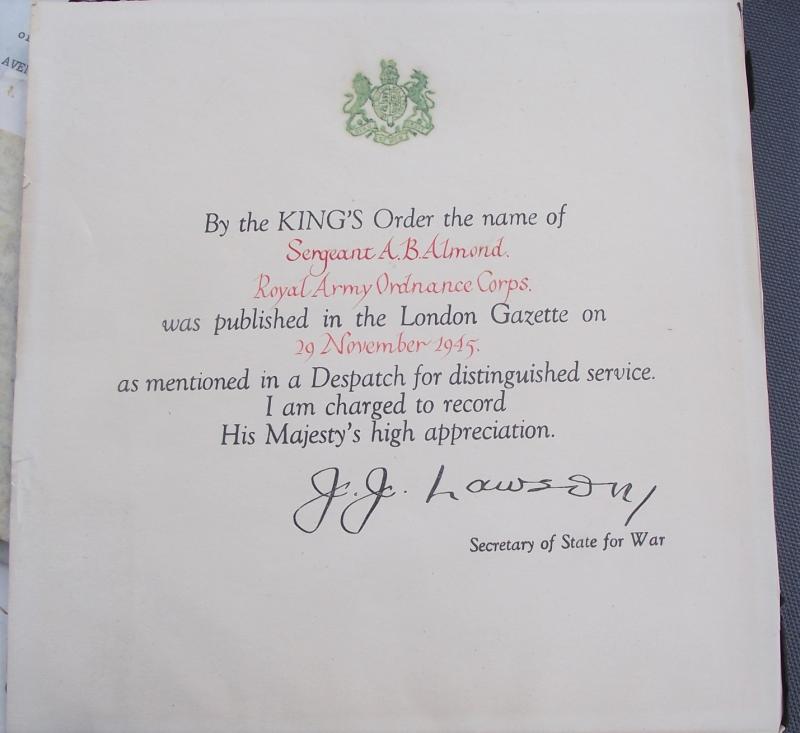 AVE
By the KING'S Order the name of
Sergeant A.B.Almond.
Royal Army Ordnance Corps.
was published in the London Gazette on
29 November 1945.
as mentioned in a Despatch for distinguished service.
I am charged to record
His Majesty's high appreciation.
J. J. Lawson
Secretary of State for War